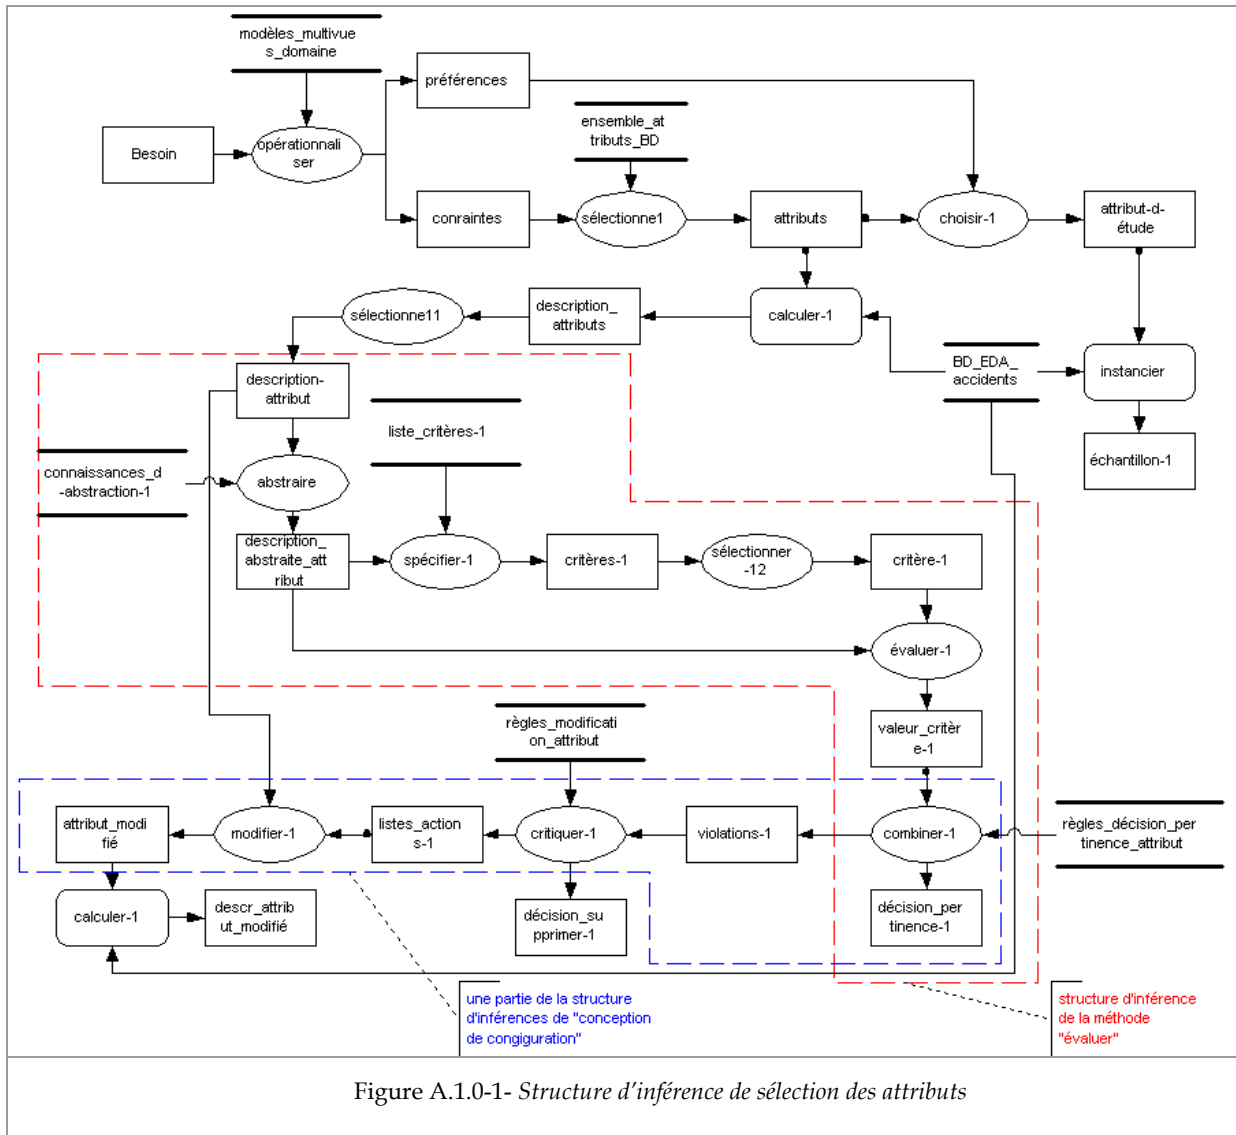 modèles_multivue
s_domaine
préférences
ensemble_at
tributs_BD
Besoin
opérationnali
ser
conraintes
sélectionne1
attributs
choisir-1
attribut-d-
étude
sélectionne11
description_
attributs
calculer-1
BD_EDA_
accidents
instancier
description-
attribut
liste_critères-1
échantillon-1
connaissances_d
-abstraction-1
abstraire
description_
abstraite_att
ribut
spécifier-1
critères-1
sélectionner
-12
critère-1
évaluer-1
règles_modificati
on_attribut
valeur_critèr
e-1
attribut_modi
fié
modifier-1
listes_action
s-1
critiquer-1
violations-1
combiner-1
règles_décision_per
tinence_attribut
calculer-1
descr_attrib
ut_modifié
décision_su
pprimer-1
décision_per
tinence-1
une partie de la structure
d'inférences de "conception
de congiguration"
structure d'inférence
de la méthode
"évaluer"
Figure A.1.0-1- Structure d’inférence de sélection des attributs